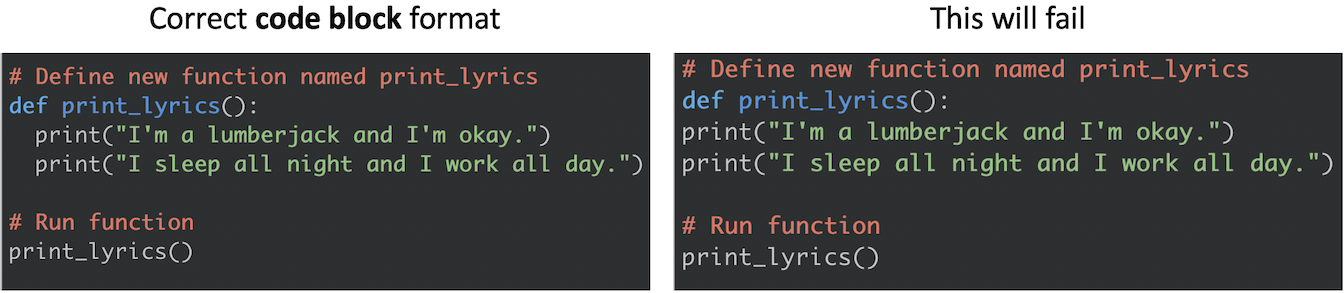 Correct code block format
# Define new function named print_lyrics
def print_lyrics():
  print("I'm a lumberjack and I'm okay.")
  print("I sleep all night and I work all day.")

# Run function
print_lyrics()

This will fail
# Define new function named print_lyrics
def print_lyrics():
print("I'm a lumberjack and I'm okay.")
print("I sleep all night and I work all day.")

# Run function
print_lyrics()